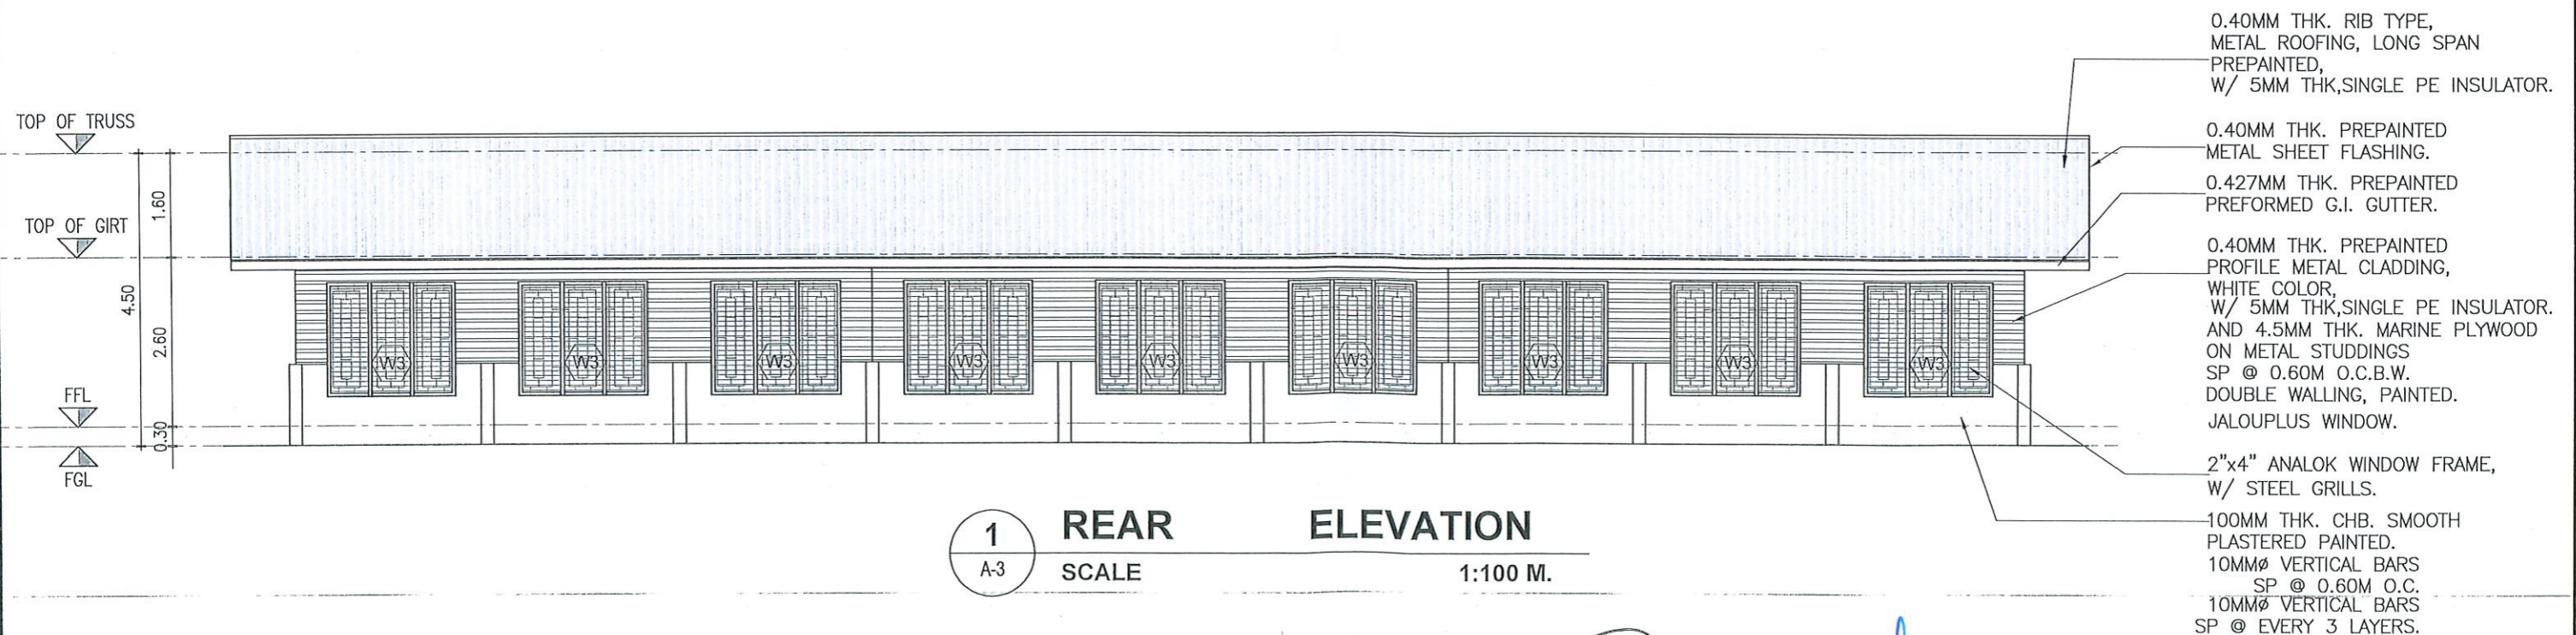 TOP OF TRUSS
TOP OF GIRT
FFL
FGL
1.60
4.50
2.60
0.30
W3
W3
W3
W3
W3
W3
W3
W3
W3
0.40MM THK. RIB TYPE,
METAL ROOFING, LONG SPAN
PREPAINTED,
W/ 5MM THK,SINGLE PE INSULATOR.
0.40MM THK. PREPAINTED
METAL SHEET FLASHING.
0.427MM THK. PREPAINTED
PREFORMED G.I. GUTTER.
0.40MM THK. PREPAINTED
PROFILE METAL CLADDING,
WHITE COLOR,
W/ 5MM THK,SINGLE PE INSULATOR.
AND 4.5MM THK. MARINE PLYWOOD
ON METAL STUDDINGS
SP @ 0.60M O.C.B.W.
DOUBLE WALLING, PAINTED.
JALOUPLUS WINDOW.
2"x4" ANALOK WINDOW FRAME,
W/ STEEL GRILLS.
100MM THK. CHB. SMOOTH
PLASTERED PAINTED.
10MMø VERTICAL BARS
SP @ 0.60M O.C.
10MMø VERTICAL BARS
SP @ EVERY 3 LAYERS.
1
A-3
REAR ELEVATION
SCALE 1:100 M.